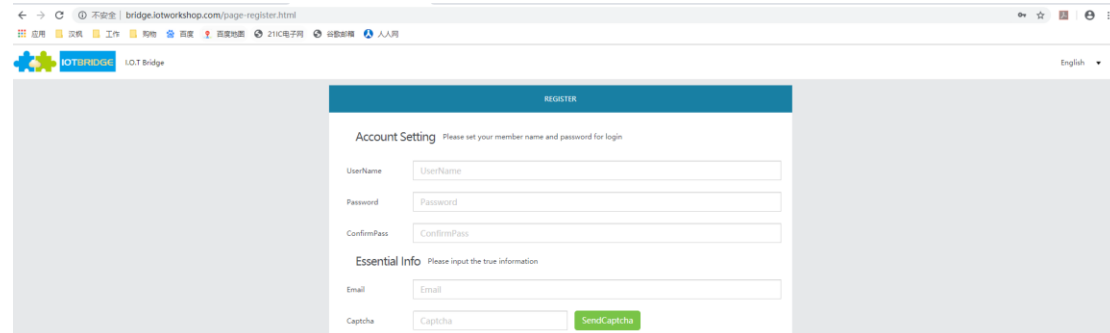 不安全 | bridge.iotworkshop.com/page-register.html
应用 汉枫 工作 购物 百度 百度地图 21IC电子网 谷歌邮箱 人人网
IOTBRIDGE I.O.T Bridge English
REGISTER
Account Setting Please set your member name and password for login
UserName UserName
Password Password
ConfirmPass ConfirmPass
Essential Info Please input the true information
Email Email
Captcha Captcha SendCaptcha